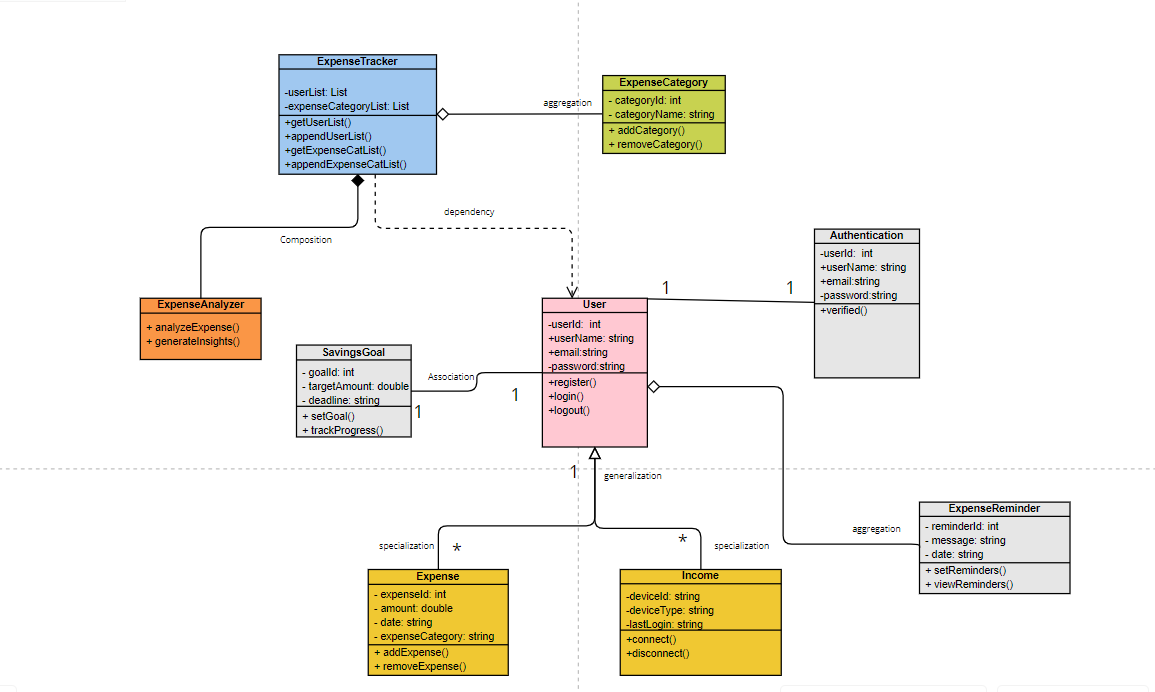 ExpenseTracker
-userList: List
-expenseCategoryList: List
+getUserList()
+appendUserList()
+getExpenseCatList()
+appendExpenseCatList()
aggregation
ExpenseCategory
- categoryId: int
- categoryName: string
+ addCategory()
+ removeCategory()
dependency
Composition
Authentication
-userId: int
+userName: string
+email:string
-password:string
+verified()
1
1
ExpenseAnalyzer
+ analyzeExpense()
+ generateInsights()
User
-userId: int
+userName: string
+email:string
-password:string
+register()
+login()
+logout()
SavingsGoal
- goalId: int
- targetAmount: double
- deadline: string
+ setGoal()
+ trackProgress()
Association
1
1
1
generalization
specialization
*
*
specialization
aggregation
ExpenseReminder
- reminderId: int
- message: string
- date: string
+ setReminders()
+ viewReminders()
Expense
- expenseId: int
- amount: double
- date: string
- expenseCategory: string
+ addExpense()
+ removeExpense()
Income
-deviceId: string
-deviceType: string
-lastLogin: string
+connect()
+disconnect()